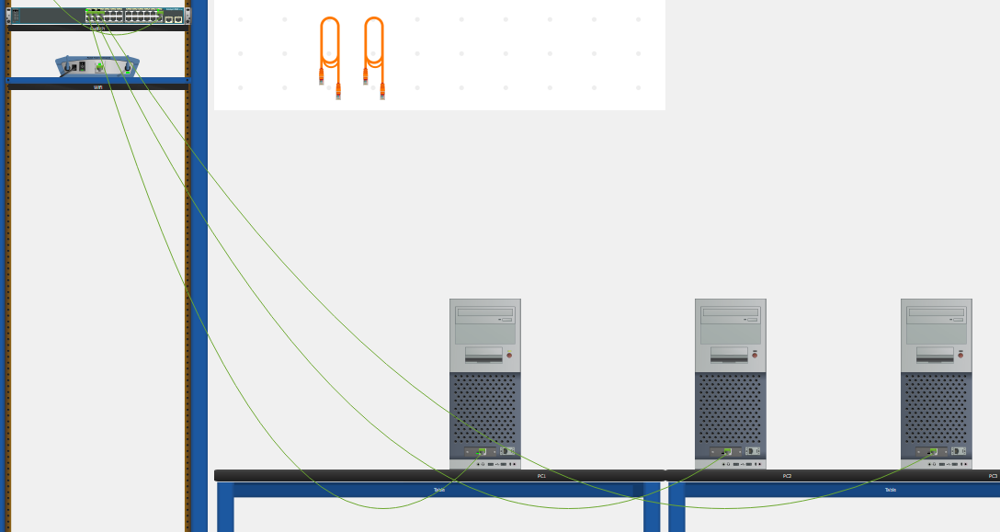 Switch
Wifi
PC1
PC2
PC3
Table
Table